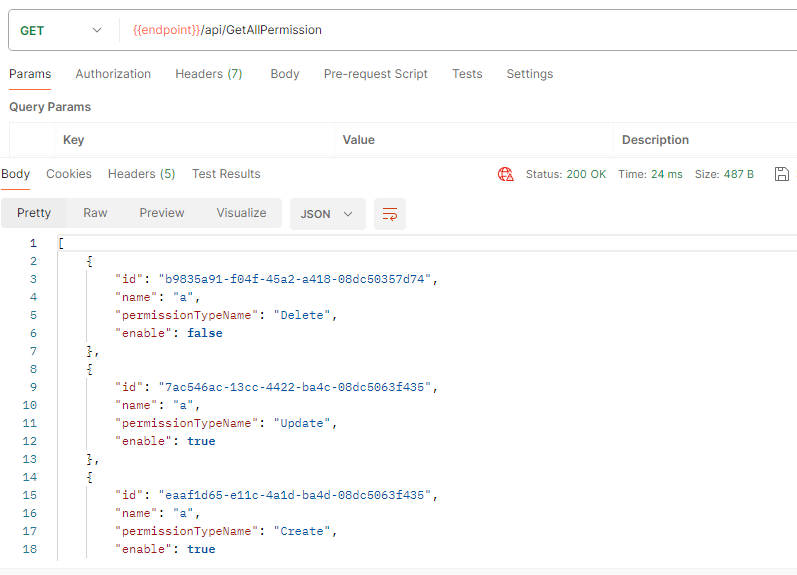 GET {{endpoint}}/api/GetAllPermission
Params Authorization Headers (7) Body Pre-request Script Tests Settings
Query Params
Key Value Description
Body Cookies Headers (5) Test Results Status: 200 OK Time: 24 ms Size: 487 B
Pretty Raw Preview Visualize JSON
1 [
2 {
3 "id": "b9835a91-f04f-45a2-a418-08dc50357d74",
4 "name": "a",
5 "permissionTypeName": "Delete",
6 "enable": false
7 },
8 {
9 "id": "7ac546ac-13cc-4422-ba4c-08dc5063f435",
10 "name": "a",
11 "permissionTypeName": "Update",
12 "enable": true
13 },
14 {
15 "id": "eaaf1d65-e11c-4a1d-ba4d-08dc5063f435",
16 "name": "a",
17 "permissionTypeName": "Create",
18 "enable": true